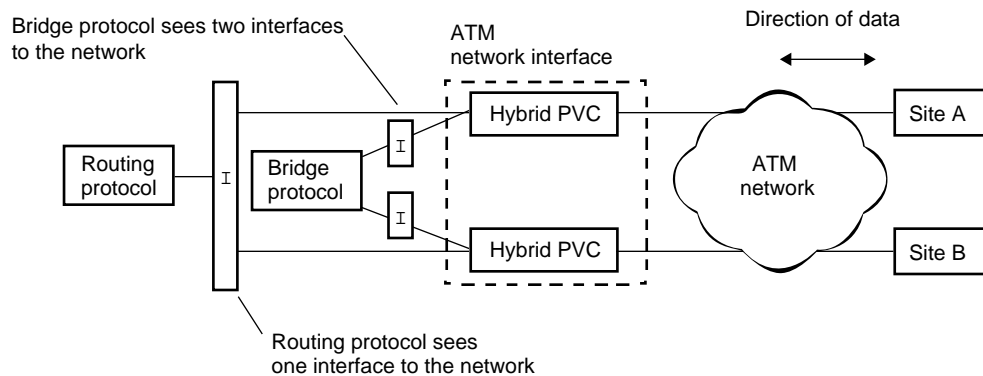 Bridge protocol sees two interfaces
to the network
ATM
network interface
Direction of data
Hybrid PVC
Site A
I
Routing
protocol
I
Bridge
protocol
ATM
network
I
Hybrid PVC
Site B
Routing protocol sees
one interface to the network